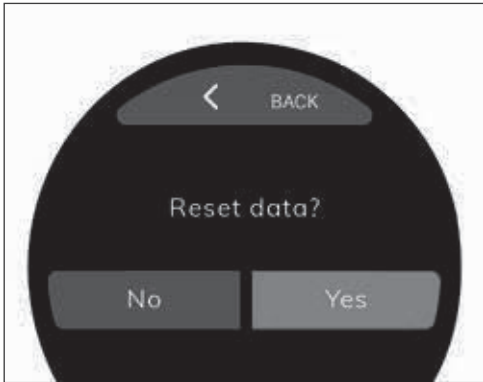 BACK
Reset data?
No Yes